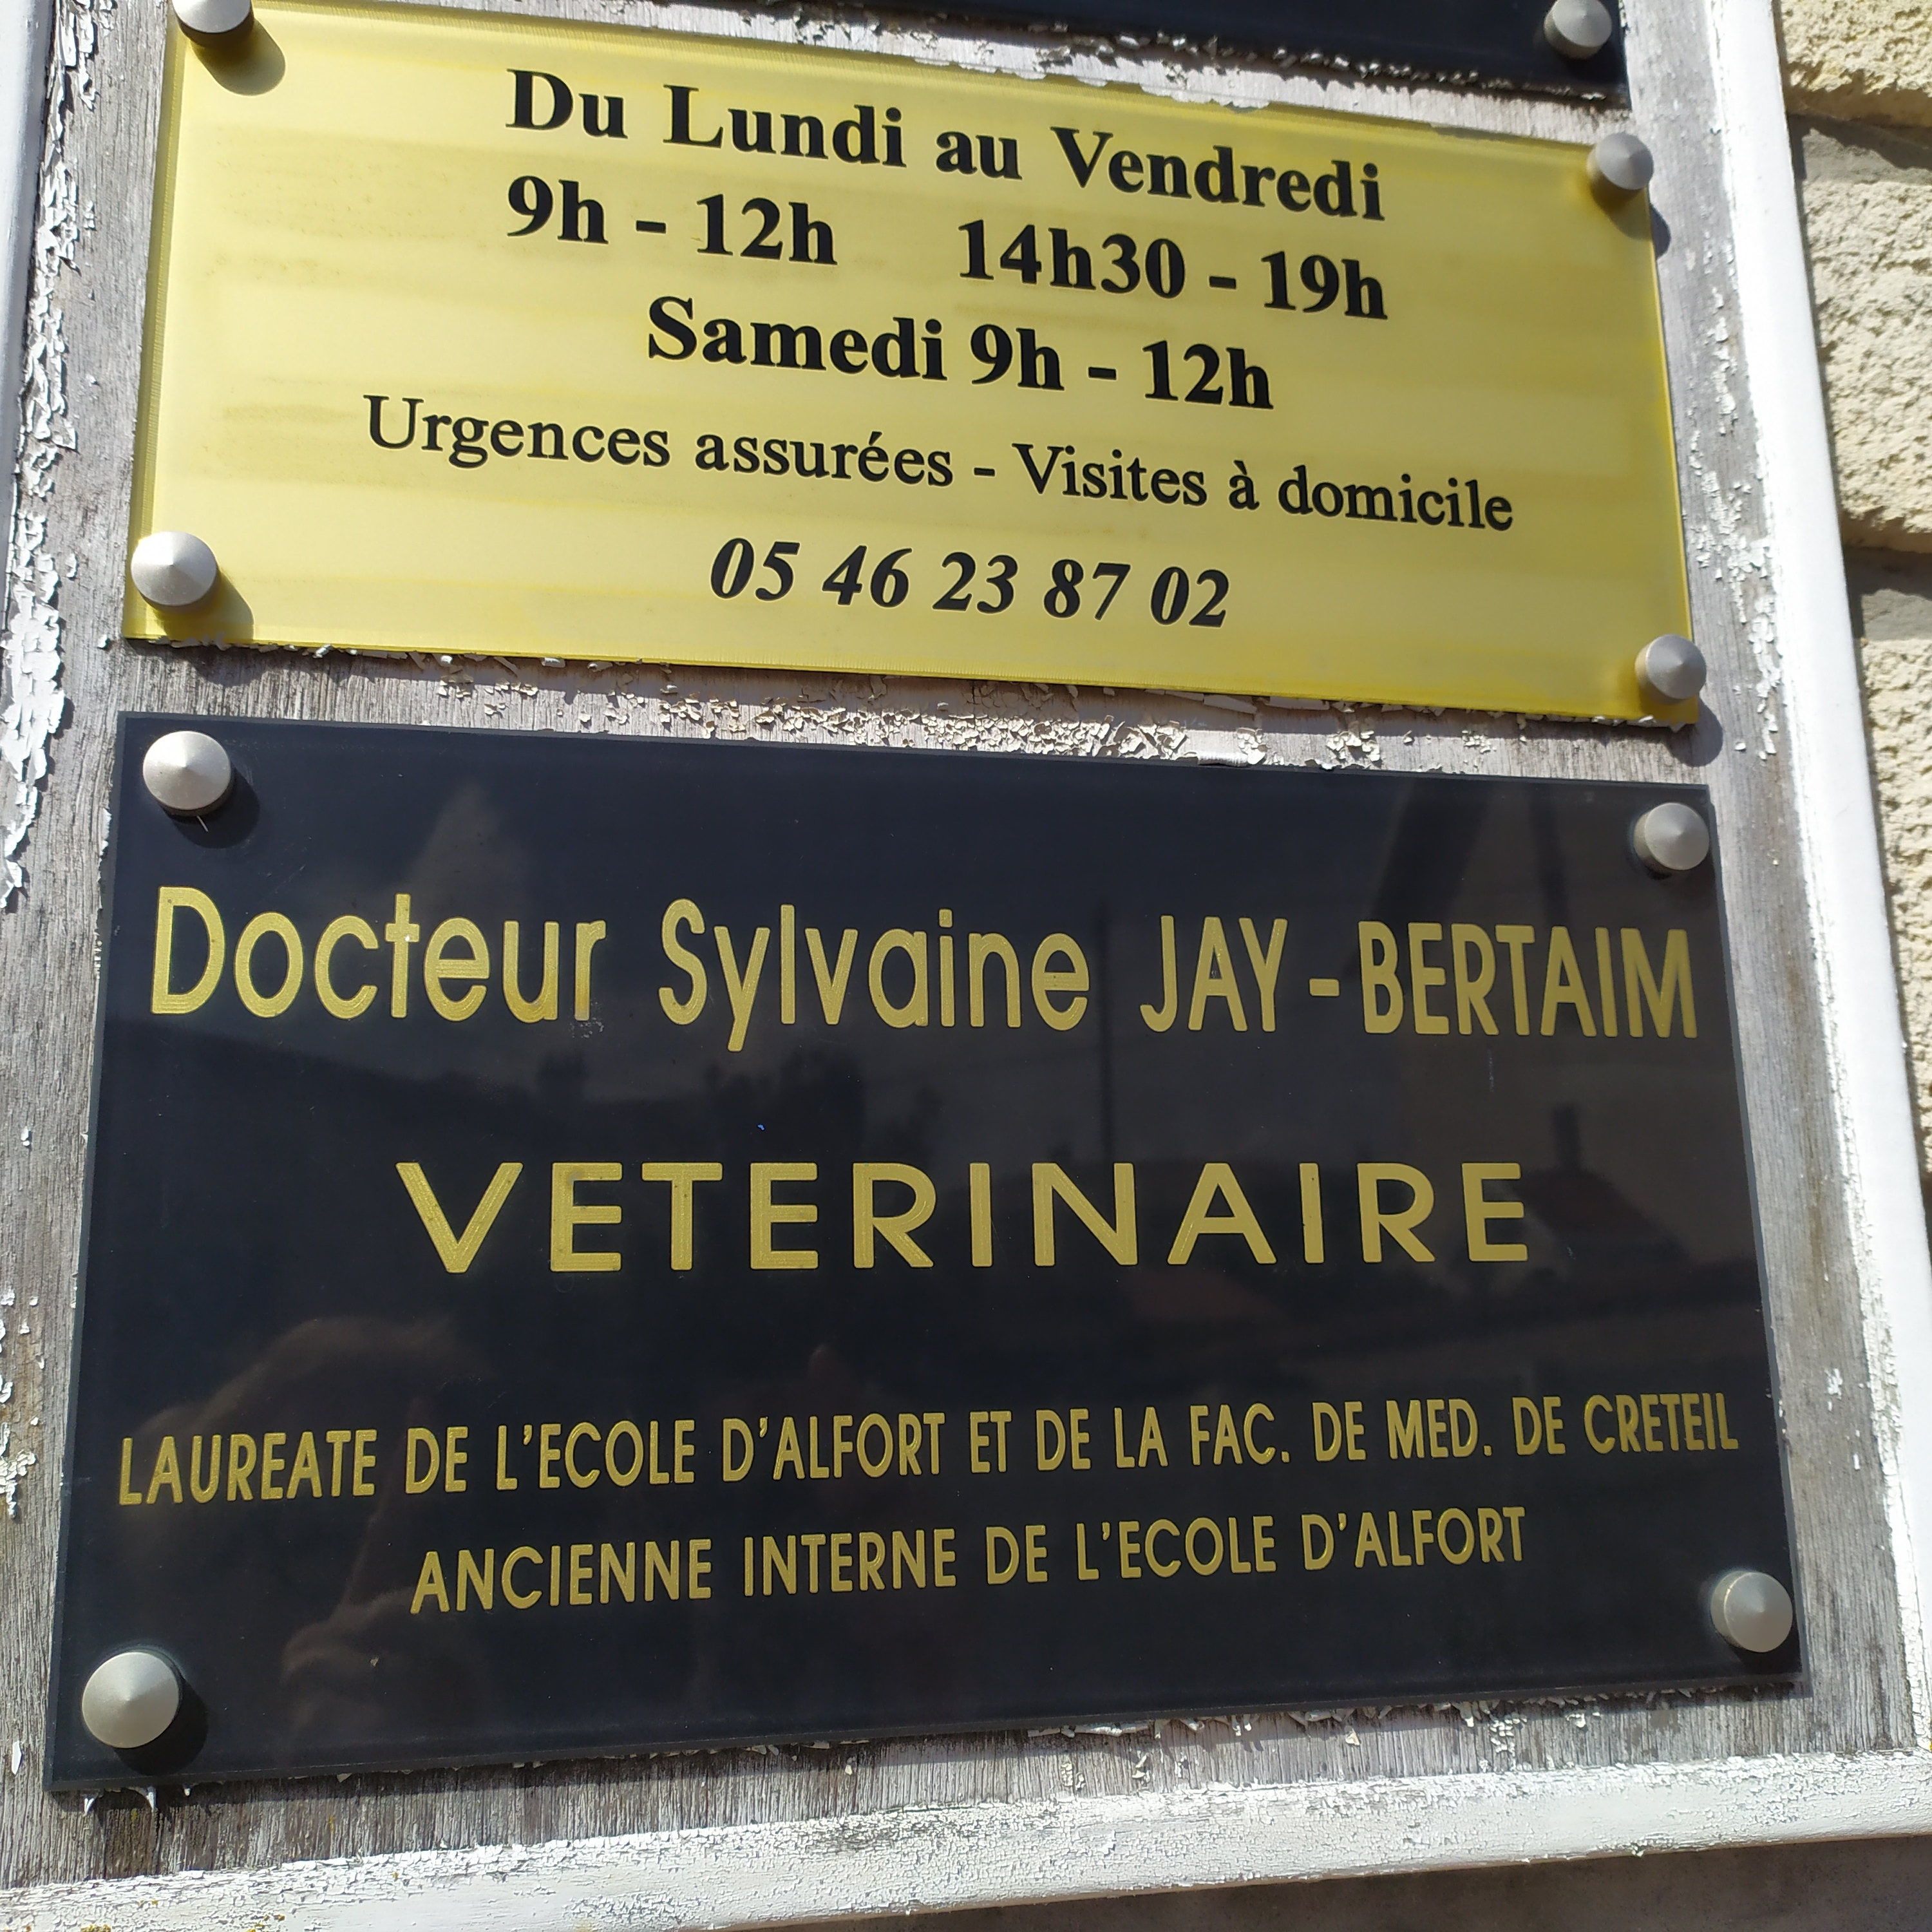 Du Lundi au Vendredi
9h - 12h 14h30 - 19h
Samedi 9h - 12h
Urgences assurées - Visites à domicile
05 46 23 87 02
Docteur Sylvaine JAY-BERTAIM
VETERINAIRE
LAUREATE DE L'ECOLE D'ALFORT ET DE LA FAC. DE MED. DE CRETEIL
ANCIENNE INTERNE DE L'ECOLE D'ALFORT